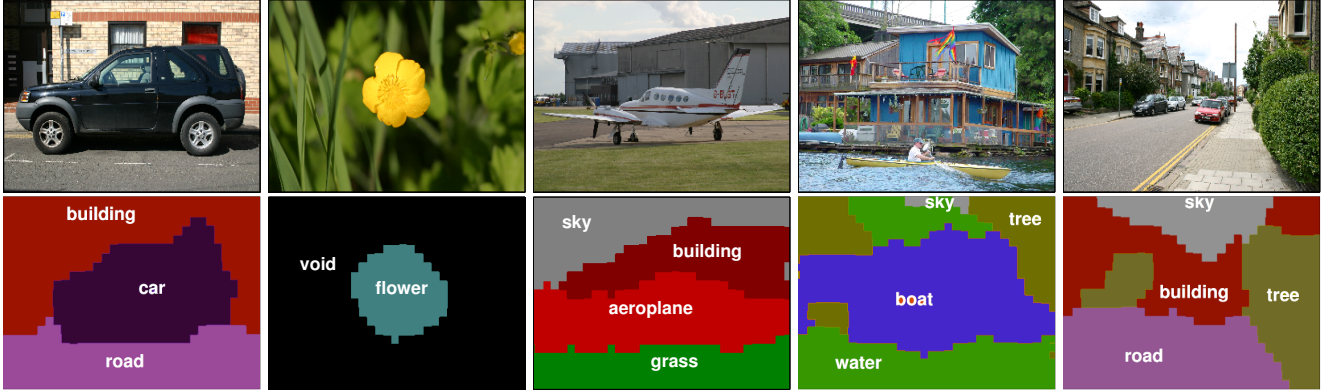 building
car
road
void
flower
sky
building
aeroplane
grass
sky
tree
boat
water
sky
building
tree
road